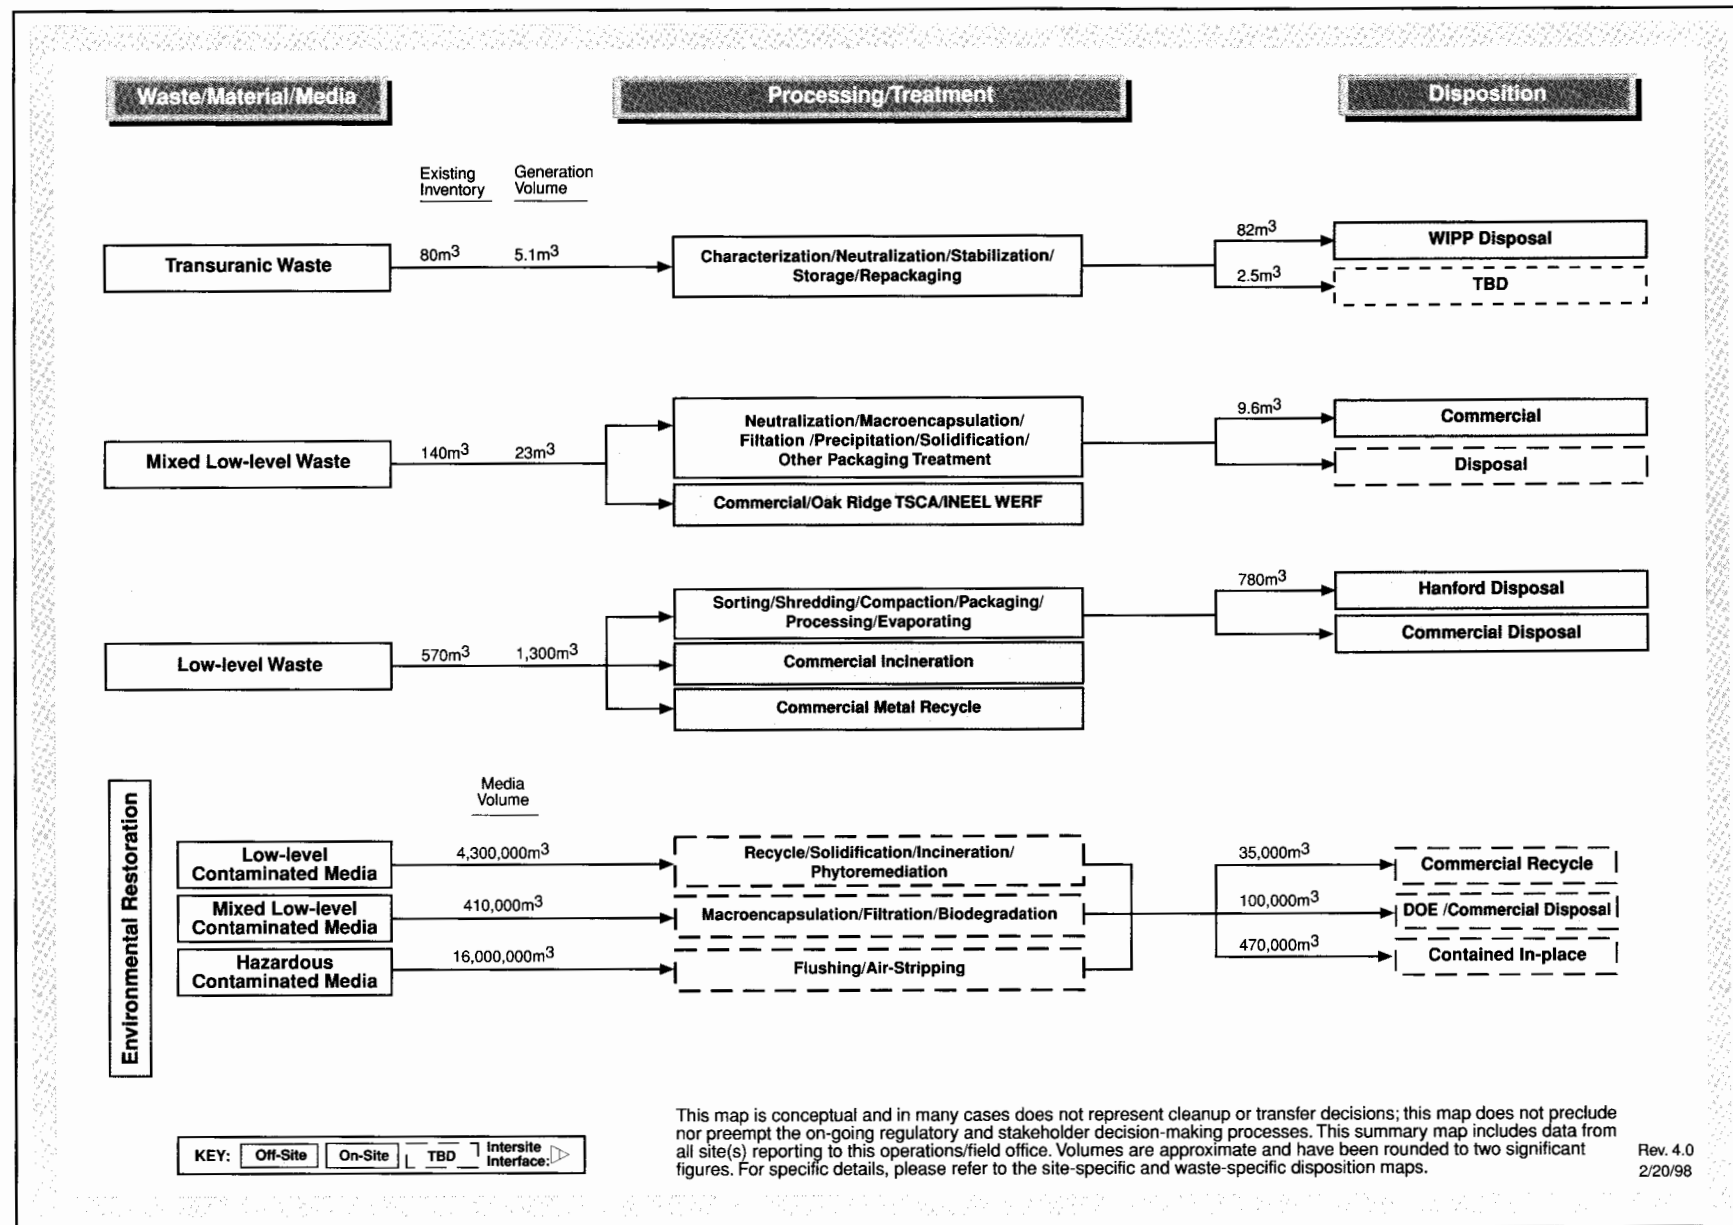 Waste/Material/Media
Processing/Treatment
Disposition
Existing
Inventory
Generation
Volume
Transuranic Waste
80m3
5.1m3
Characterization/Neutralization/Stabilization/
Storage/Repackaging
82m3
WIPP Disposal
2.5m3
TBD
Mixed Low-level Waste
140m3
23m3
Neutralization/Macroencapsulation/
Filtation /Precipitation/Solidification/
Other Packaging Treatment
Commercial/Oak Ridge TSCA/INEEL WERF
9.6m3
Commercial
Disposal
Low-level Waste
570m3
1,300m3
Sorting/Shredding/Compaction/Packaging/
Processing/Evaporating
Commercial Incineration
Commercial Metal Recycle
780m3
Hanford Disposal
Commercial Disposal
Environmental Restoration
Media
Volume
Low-level
Contaminated Media
4,300,000m3
Recycle/Solidification/Incineration/
Phytoremediation
35,000m3
Commercial Recycle
Mixed Low-level
Contaminated Media
410,000m3
Macroencapsulation/Filtration/Biodegradation
100,000m3
DOE /Commercial Disposal
Hazardous
Contaminated Media
16,000,000m3
Flushing/Air-Stripping
470,000m3
Contained In-place
KEY:
Off-Site
On-Site
TBD
Intersite
Interface:
This map is conceptual and in many cases does not represent cleanup or transfer decisions; this map does not preclude
nor preempt the on-going regulatory and stakeholder decision-making processes. This summary map includes data from
all site(s) reporting to this operations/field office. Volumes are approximate and have been rounded to two significant
figures. For specific details, please refer to the site-specific and waste-specific disposition maps.
Rev. 4.0
2/20/98